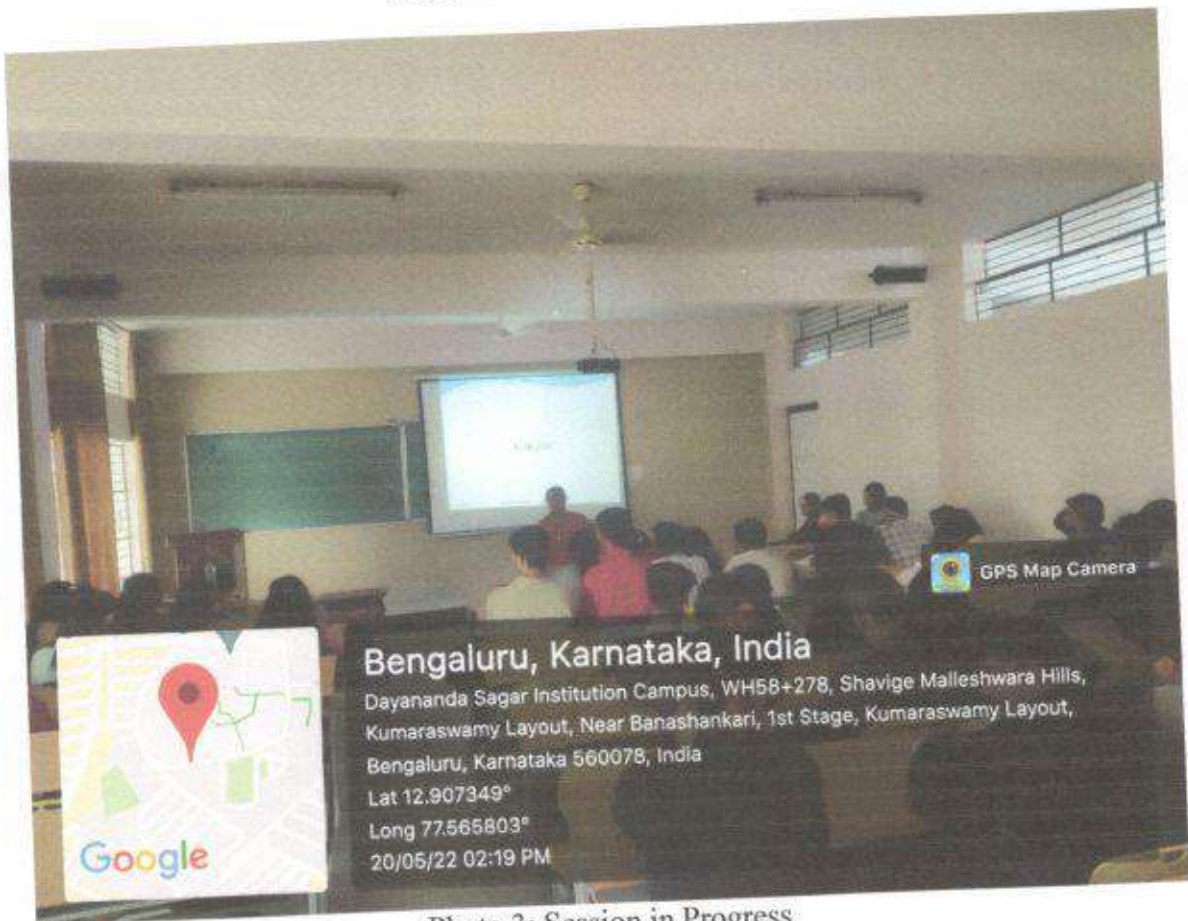 GPS Map Camera
Bengaluru, Karnataka, India
Dayananda Sagar Institution Campus, WH58+278, Shavige Malleshwara Hills,
Kumaraswamy Layout, Near Banashankari, 1st Stage, Kumaraswamy Layout,
Bengaluru, Karnataka 560078, India
Lat 12.907349°
Long 77.565803°
20/05/22 02:19 PM
Google
Photo 3: Session in Progress